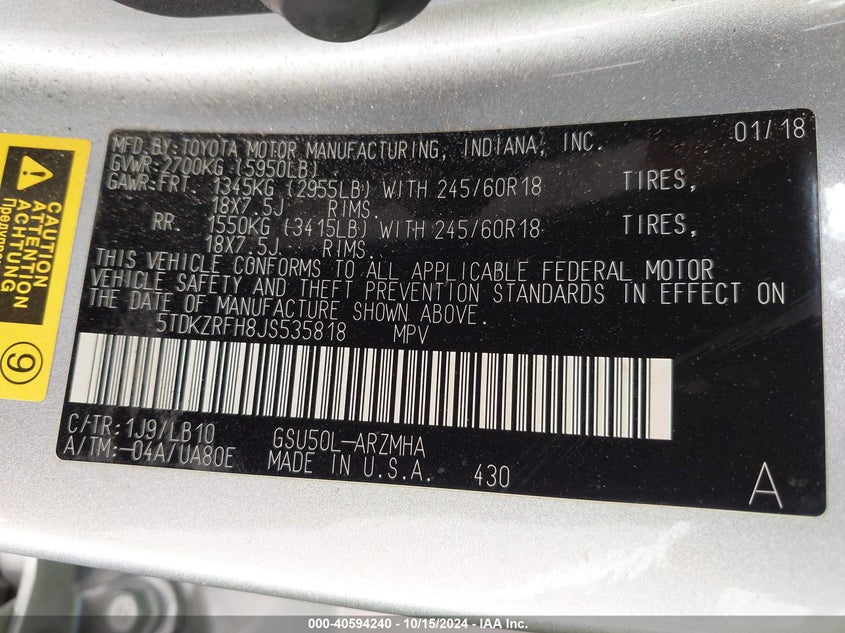 MFD.BY:TOYOTA MOTOR MANUFACTURING, INDIANA, INC. 01/18
GVWR:2700KG (5950LB)
GAWR:FRT. 1345KG (2955LB) WITH 245/60R18 TIRES,
18X7.5J RIMS.
RR. 1550KG (3415LB) WITH 245/60R18 TIRES,
18X7.5J RIMS.
THIS VEHICLE CONFORMS TO ALL APPLICABLE FEDERAL MOTOR
VEHICLE SAFETY AND THEFT PREVENTION STANDARDS IN EFFECT ON
THE DATE OF MANUFACTURE SHOWN ABOVE.
5TDKZRFH8JS535818 MPV
C/TR:1J9/LB10 GSU50L-ARZMHA
A/TM:-04A/UA80E MADE IN U.S.A. 430
A
CAUTION
ATTENTION
ACHTUNG
9
000-40594240 - 10/15/2024 - IAA Inc.